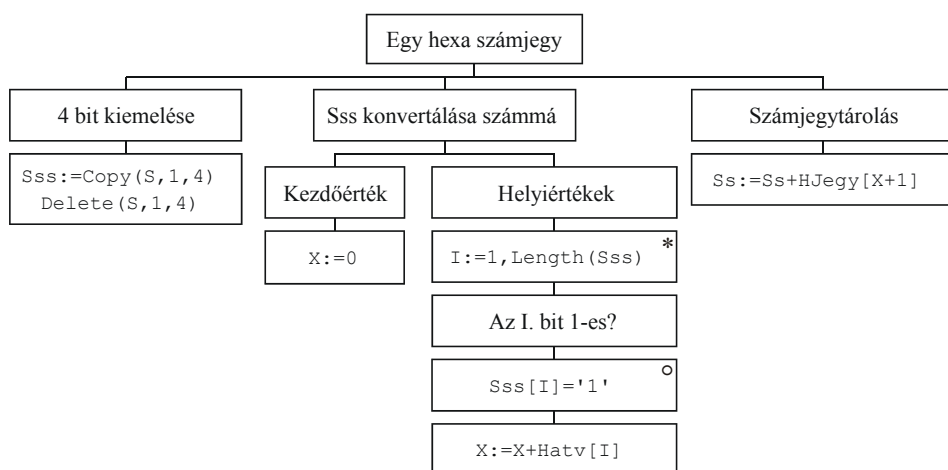 Egy hexa számjegy
4 bit kiemelése
Sss konvertálása számmá
Számjegytárolás
Sss:=Copy(S,1,4)
Delete(S,1,4)
Kezdőérték
Helyiértékek
Ss:=Ss+HJegy[X+1]
X:=0
I:=1,Length(Sss) *
Az I. bit 1-es?
Sss[I]='1'
X:=X+Hatv[I]